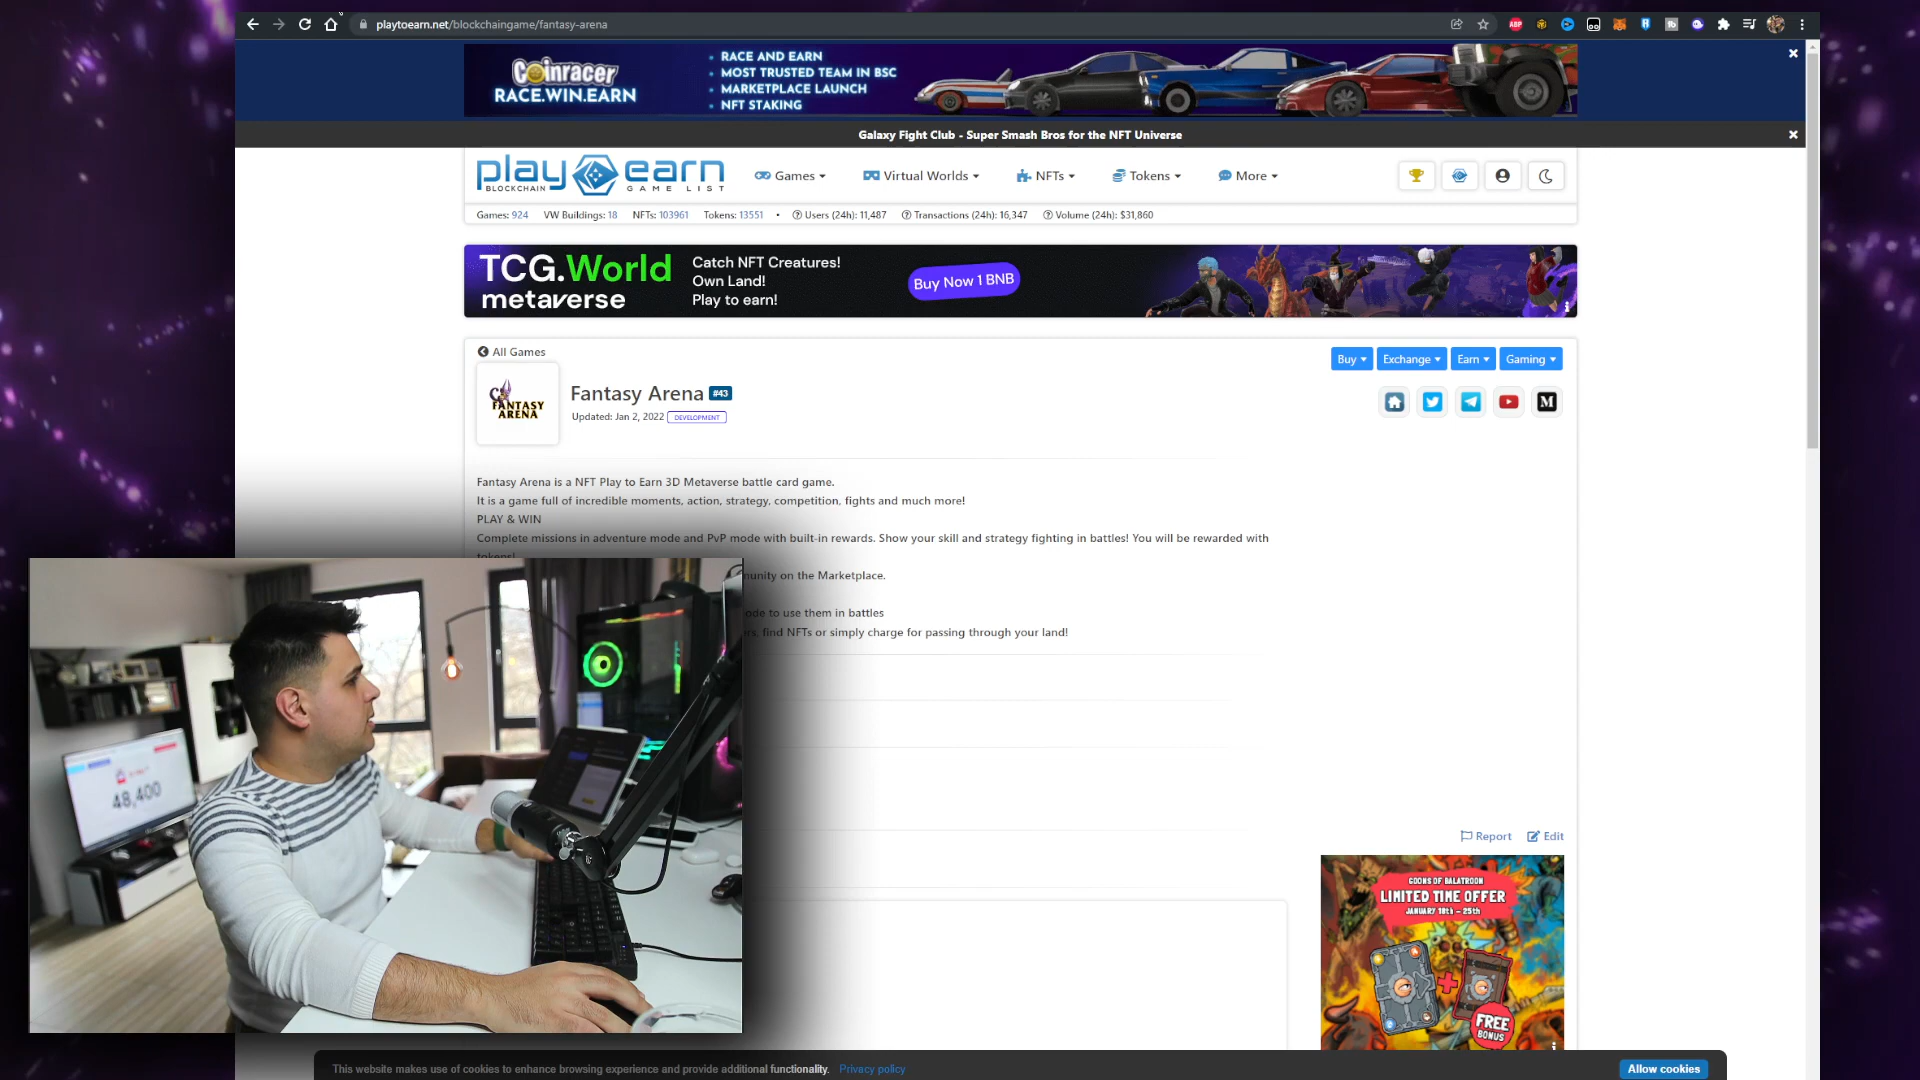 playtoearn.net/blockchaingame/fantasy-arena
Coinracer
RACE.WIN.EARN
RACE AND EARN
MOST TRUSTED TEAM IN BSC
MARKETPLACE LAUNCH
NFT STAKING
Galaxy Fight Club - Super Smash Bros for the NFT Universe
play earn
BLOCKCHAIN GAME LIST
Games
Virtual Worlds
NFTs
Tokens
More
Games: 924 VW Buildings: 18 NFTs: 103961 Tokens: 13551 • Users (24h): 11,487 Transactions (24h): 16,347 Volume (24h): $31,860
TCG.World
metaverse
Catch NFT Creatures!
Own Land!
Play to earn!
Buy Now 1 BNB
All Games
Buy Exchange Earn Gaming
FANTASY
ARENA
Fantasy Arena #43
Updated: Jan 2, 2022 DEVELOPMENT
Fantasy Arena is a NFT Play to Earn 3D Metaverse battle card game.
It is a game full of incredible moments, action, strategy, competition, fights and much more!
PLAY & WIN
Complete missions in adventure mode and PvP mode with built-in rewards. Show your skill and strategy fighting in battles! You will be rewarded with
tokens!
on the Marketplace.
to use them in battles
find NFTs or simply charge for passing through your land!
48,400
Report Edit
GOONS OF BALATROON
LIMITED TIME OFFER
JANUARY 18th - 25th
FREE
BONUS
This website makes use of cookies to enhance browsing experience and provide additional functionality. Privacy policy
Allow cookies